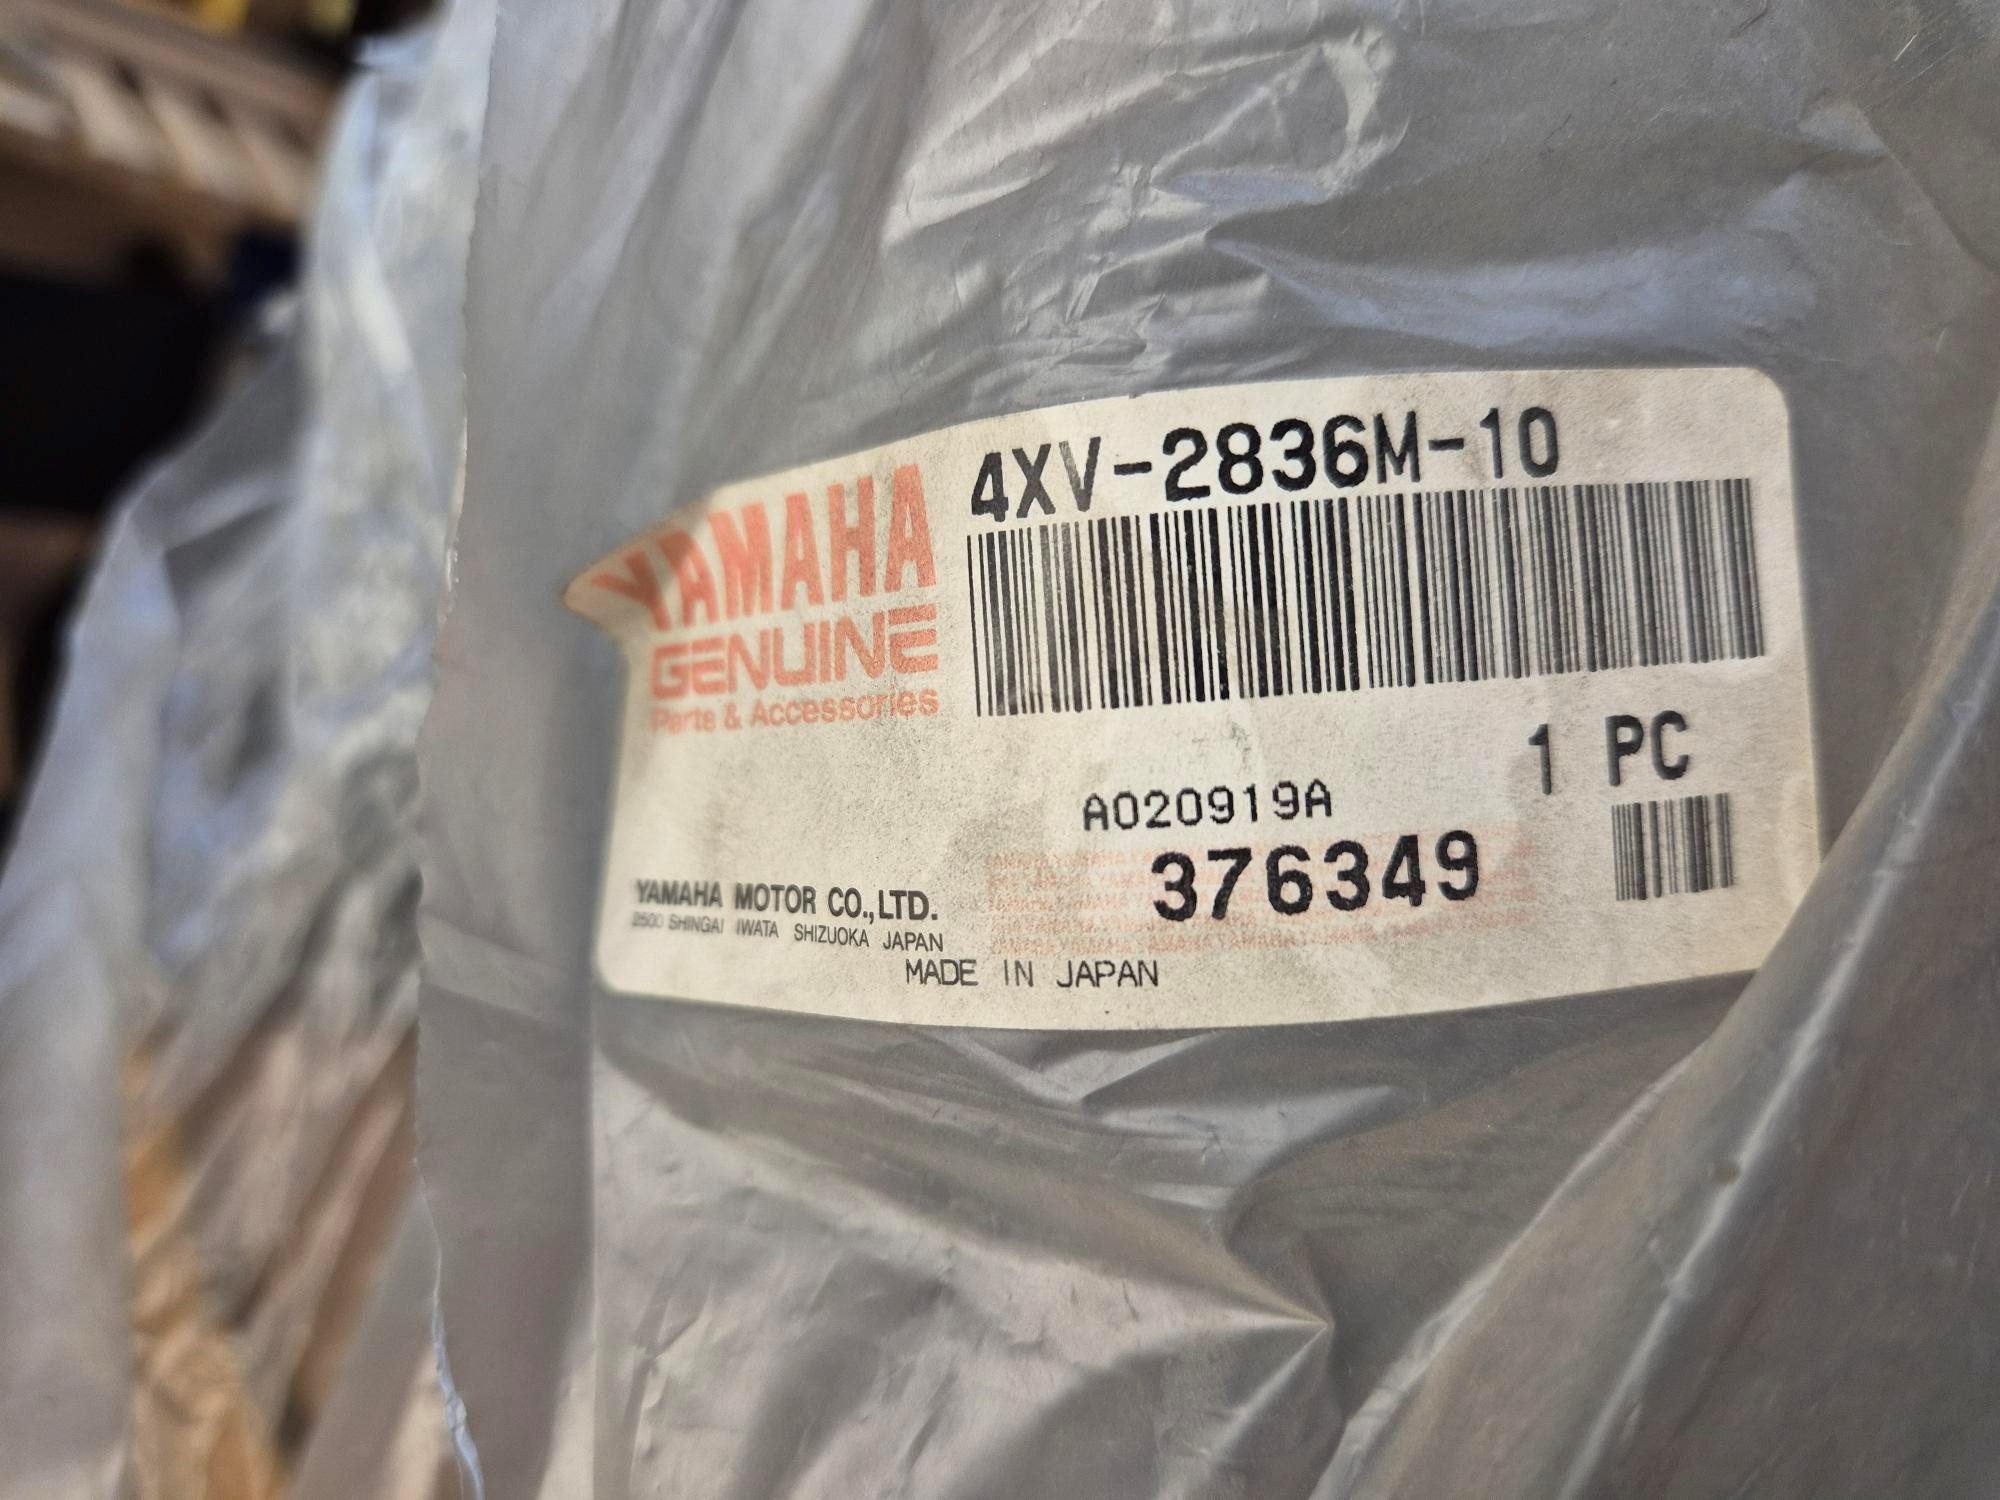 4XV-2836M-10
YAMAHA
GENUINE
Parts & Accessories
1 PC
A020919A
376349
YAMAHA MOTOR CO.,LTD.
2500 SHINGAI IWATA SHIZUOKA JAPAN
MADE IN JAPAN